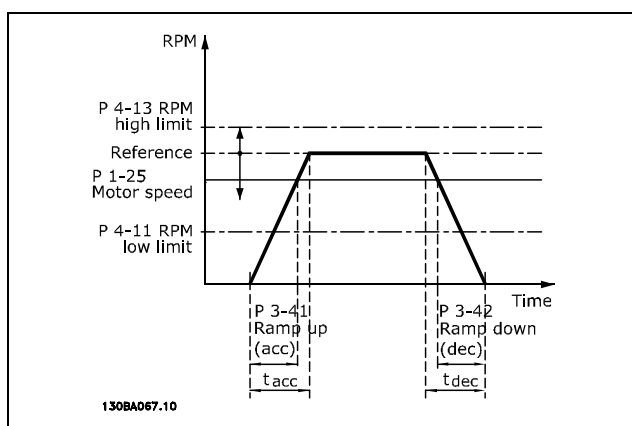 RPM
P 4-13 RPM
high limit
Reference
P 1-25
Motor speed
P 4-11 RPM
low limit
Time
P 3-41
Ramp up
(acc)
P 3-42
Ramp down
(dec)
tacc
tdec
130BA067.10